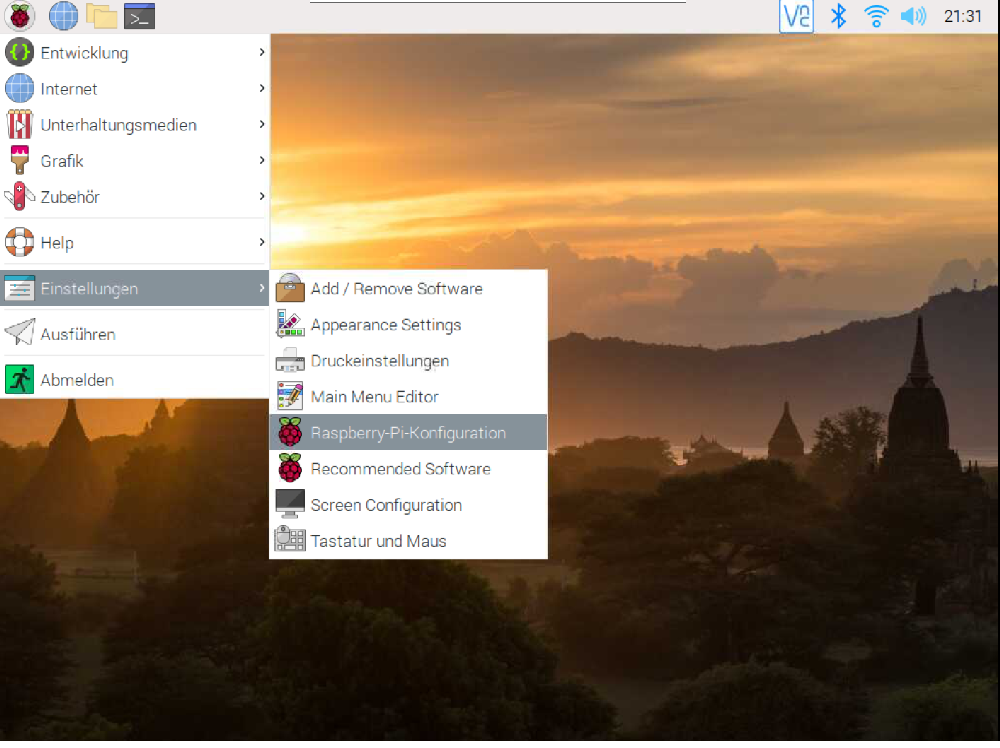 VS
21:31
Entwicklung
Internet
Unterhaltungsmedien
Grafik
Zubehör
Help
Einstellungen
Ausführen
Abmelden
Add / Remove Software
Appearance Settings
Druckeinstellungen
Main Menu Editor
Raspberry-Pi-Konfiguration
Recommended Software
Screen Configuration
Tastatur und Maus